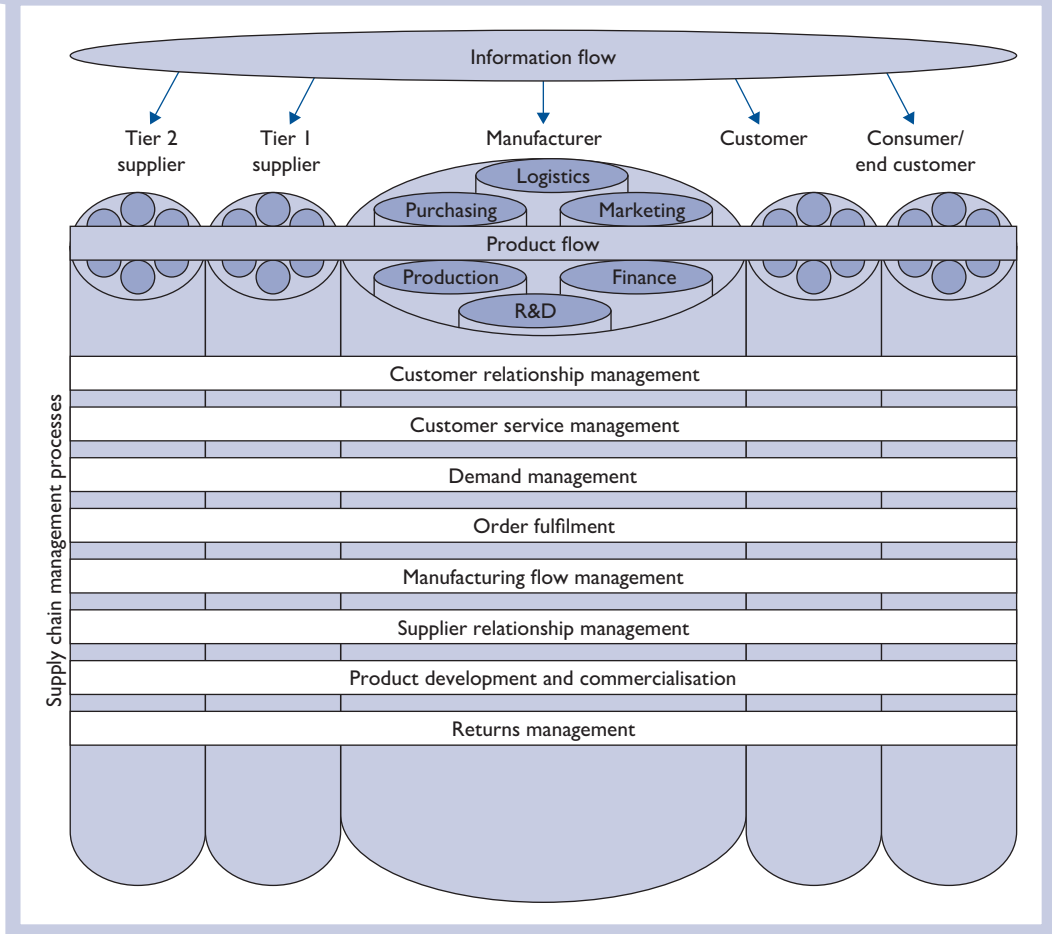 Information flow
Tier 2
supplier
Tier 1
supplier
Manufacturer
Customer
Consumer/
end customer
Logistics
Purchasing
Marketing
Product flow
Production
Finance
R&D
Supply chain management processes
Customer relationship management
Customer service management
Demand management
Order fulfilment
Manufacturing flow management
Supplier relationship management
Product development and commercialisation
Returns management